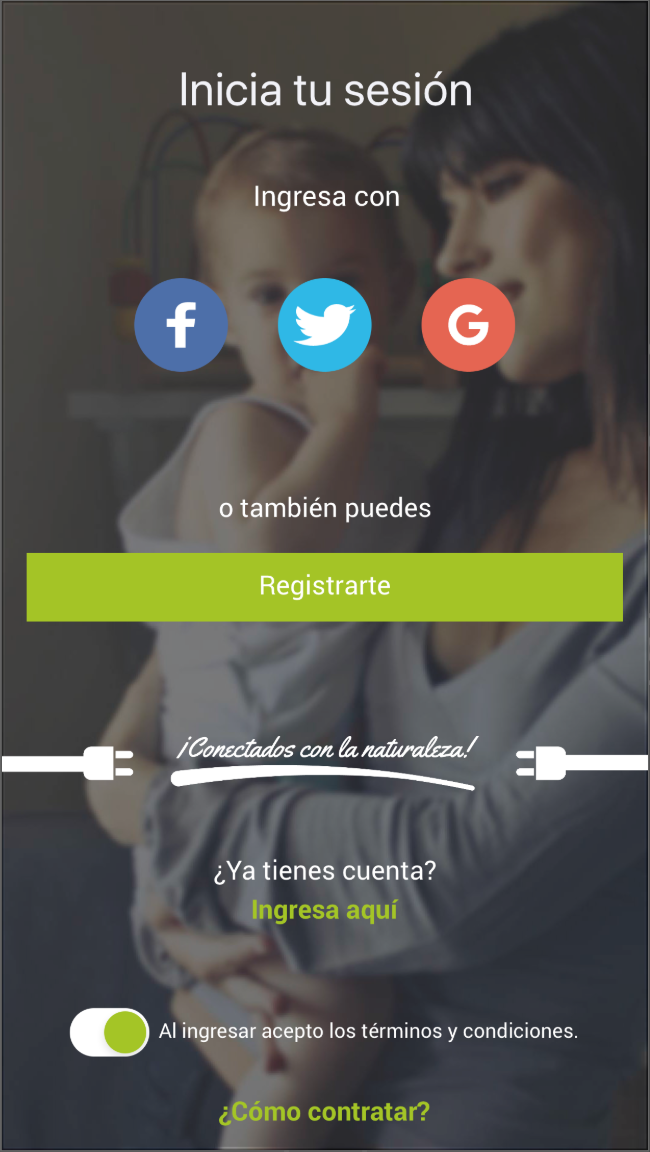 Inicia tu sesión
Ingresa con
f
G
o también puedes
Registrarte
¡Conectados con la naturaleza!
¿Ya tienes cuenta?
Ingresa aquí
Al ingresar acepto los términos y condiciones.
¿Cómo contratar?